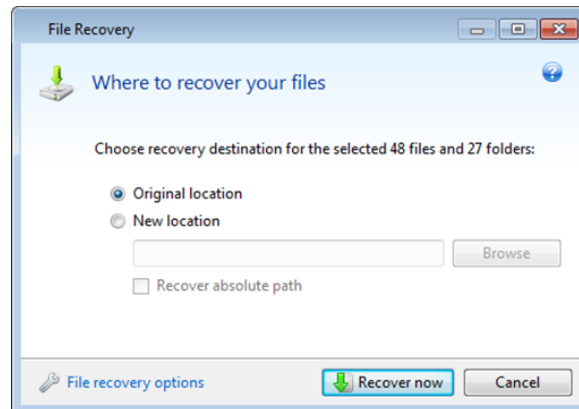 File Recovery
Where to recover your files
Choose recovery destination for the selected 48 files and 27 folders:
Original location
New location
Browse
Recover absolute path
File recovery options
Recover now
Cancel